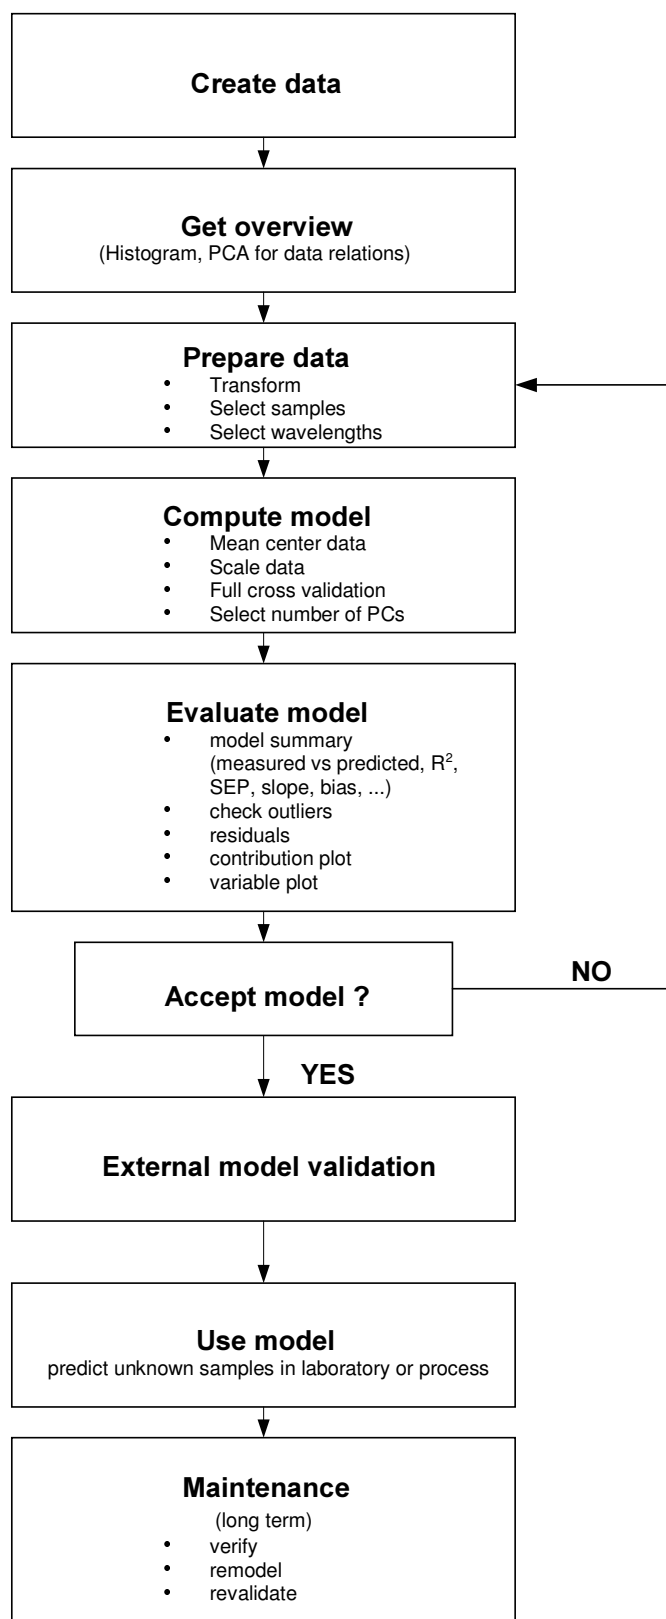 Create data
Get overview
(Histogram, PCA for data relations)
Prepare data
• Transform
• Select samples
• Select wavelengths
Compute model
• Mean center data
• Scale data
• Full cross validation
• Select number of PCs
Evaluate model
• model summary
(measured vs predicted, R²,
SEP, slope, bias, ...)
• check outliers
• residuals
• contribution plot
• variable plot
Accept model ?
NO
YES
External model validation
Use model
predict unknown samples in laboratory or process
Maintenance
(long term)
• verify
• remodel
• revalidate